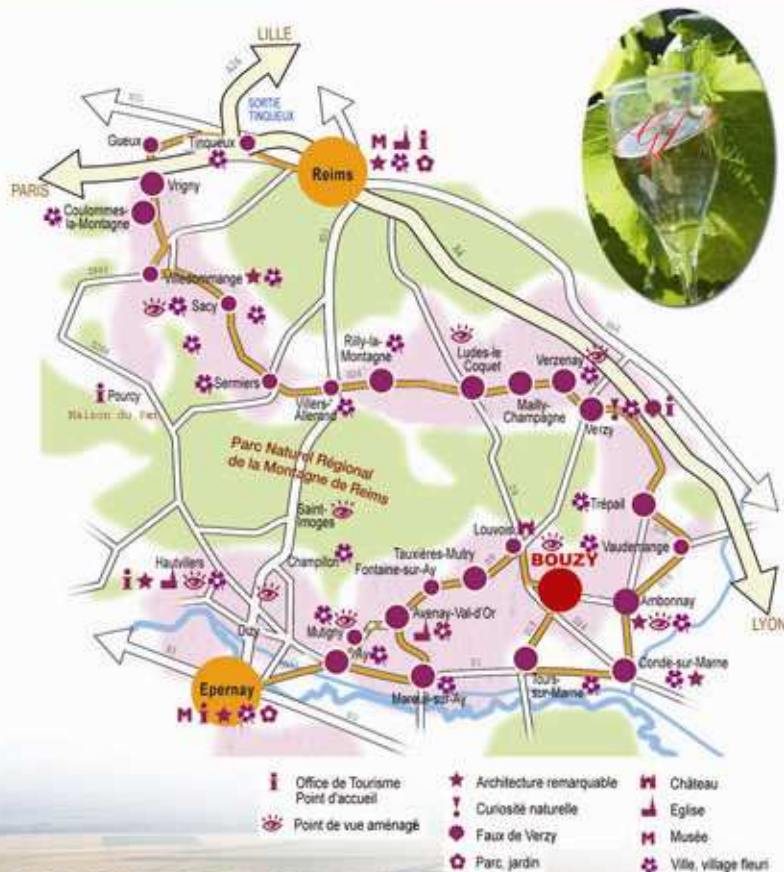 LILLE
A26
SORTIE
TINQUEUX
Gueux
Tinqueux
PARIS
Reims
Vrigny
Coulommes-
la-Montagne
Villedommange
Sacy
Pourcy
Maison du Parc
Sermiers
Villers-
Allerand
Rilly-la-
Montagne
Ludes-le
Coquet
Verzenay
Mailly-
Champagne
Verzy
Parc Naturel Régional
de la Montagne de Reims
Saint-
Imoges
Trépail
Louvois
Vaudemange
Hautvillers
Champillon
Tauxières-Mutry
Fontaine-sur-Ay
BOUZY
Ambonnay
LYON
Avenay-Val-d'Or
Mutigny
Dizy
Ay
Epernay
Mareuil-sur-Ay
Tours-
sur-Marne
Conde-sur-Marne
Office de Tourisme
Point d'accueil
Point de vue aménagé
Architecture remarquable
Curiosité naturelle
Faux de Verzy
Parc, jardin
Château
Eglise
M Musée
Ville, village fleuri